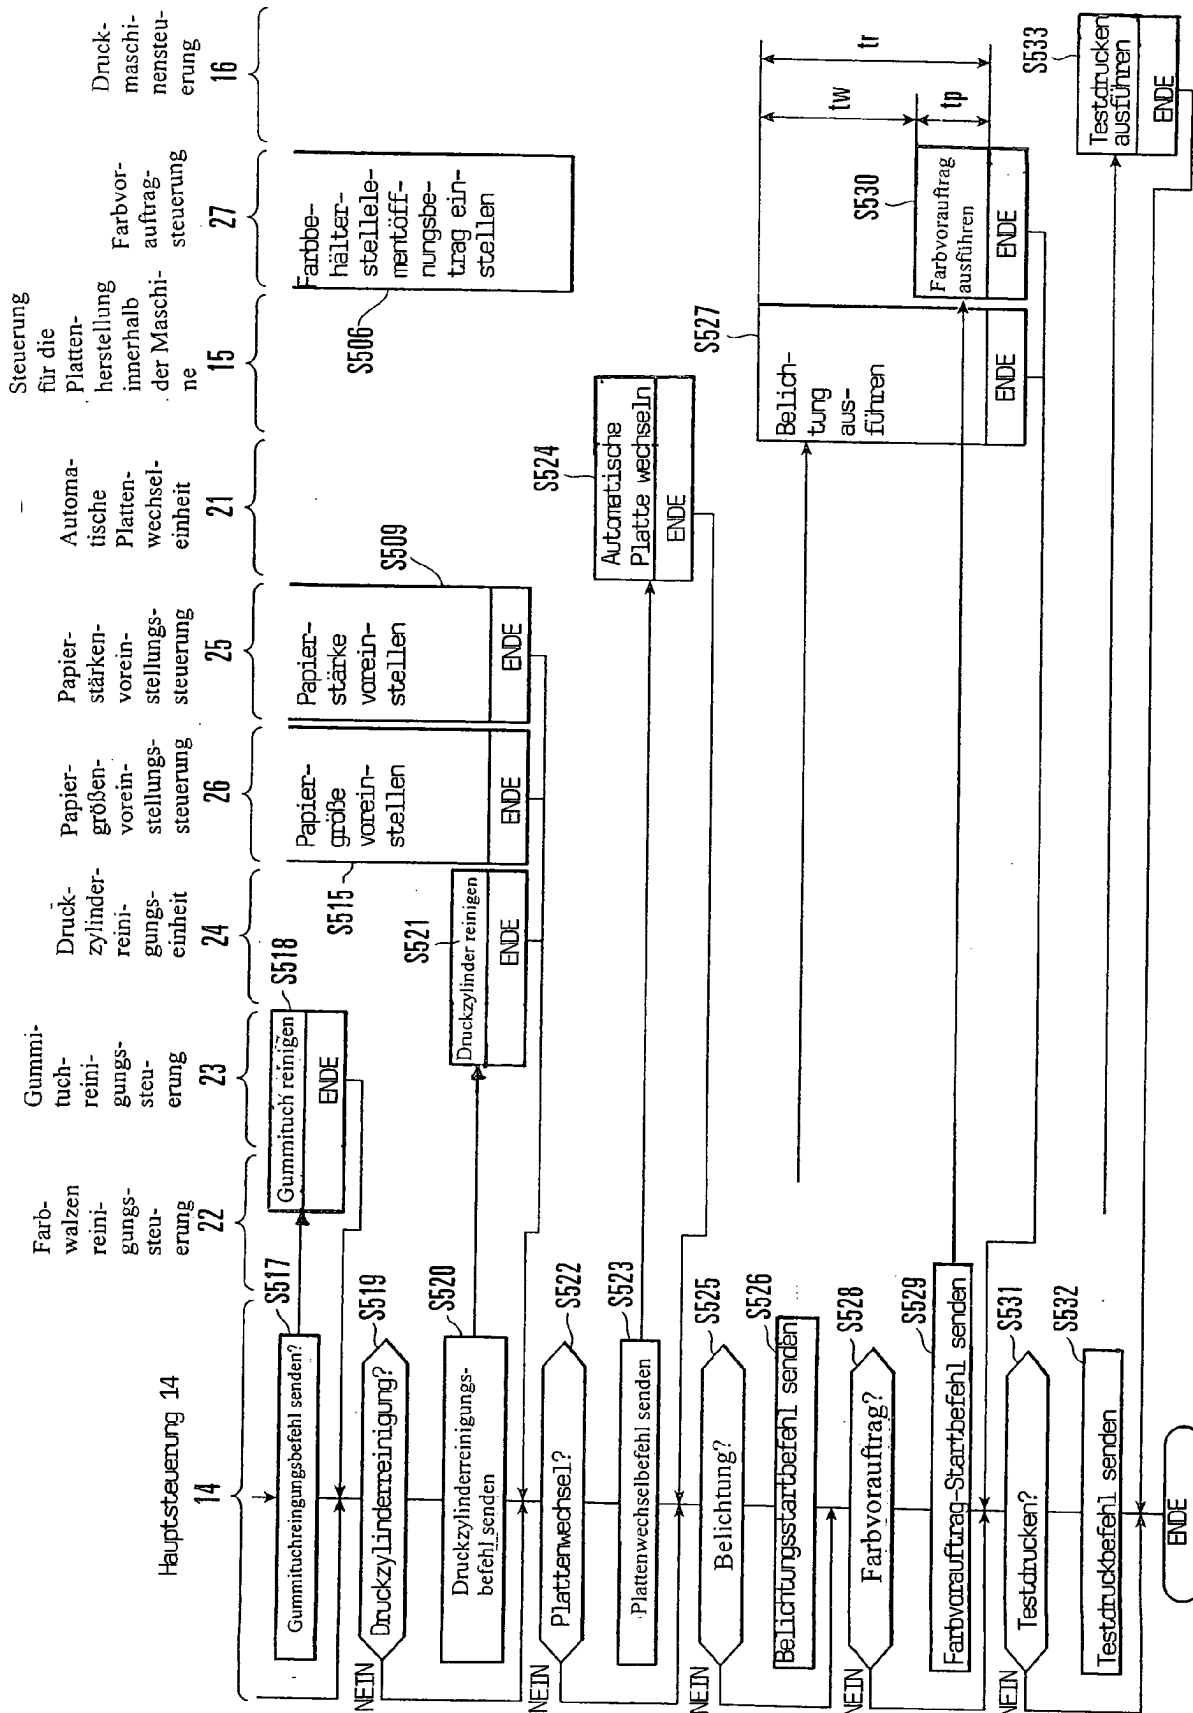 Hauptsteuerung 14
14
Farb-
walzen
reini-
gungs-
steu-
erung
22
Gummi-
tuch-
reini-
gungs-
steu-
erung
23
Druck-
zylinder-
reini-
gungs-
einheit
24
Papier-
größen-
vorein-
stellungs-
steuerung
26
Papier-
stärken-
vorein-
stellungs-
steuerung
25
Automa-
tische
Platten-
wechsel-
einheit
21
Steuerung
für die
Platten-
herstellung
innerhalb
der Maschi-
ne
15
Farbvor-
auftrag-
steuerung
27
Druck-
maschi-
nensteu-
erung
16
S517
Gummituchreinigungsbefehl senden?
S518
Gummituch reinigen
ENDE
S515
Papier-
größe
vorein-
stellen
ENDE
S509
Papier-
stärke
vorein-
stellen
ENDE
S506
Farbbe-
hälter-
stellele-
mentöff-
nungsbe-
trag ein-
stellen
S519
Druckzylinderreinigung?
NEIN
S520
Druckzylinderreinigungs-
befehl senden
S521
Druckzylinder reinigen
ENDE
S522
Plattenwechsel?
NEIN
S523
Plattenwechselbefehl senden
S524
Automatische
Platte wechseln
ENDE
S525
Belichtung?
NEIN
S526
Belichtungsstartbefehl senden
S527
Belich-
tung
aus-
führen
ENDE
tw
tr
tp
S528
Farbvorauftrag?
NEIN
S529
Farbvorauftrag-Startbefehl senden
S530
Farbvorauftrag
ausführen
ENDE
S531
Testdrucken?
NEIN
S532
Testdruckbefehl senden
S533
Testdrucken
ausführen
ENDE
ENDE